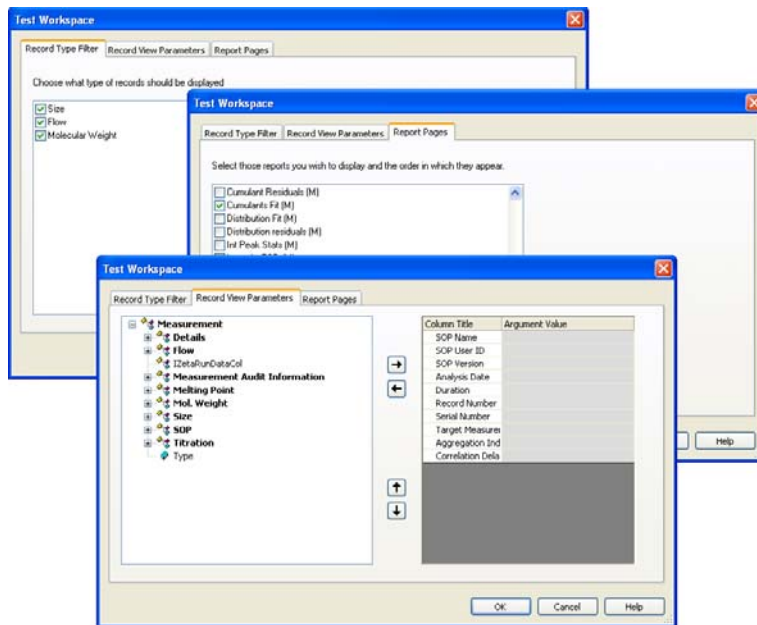 Test Workspace
Record Type Filter Record View Parameters Report Pages
Choose what type of records should be displayed
Size
Flow
Molecular Weight
Test Workspace
Record Type Filter Record View Parameters Report Pages
Select those reports you wish to display and the order in which they appear.
Cumulant Residuals (M)
Cumulants Fit (M)
Distribution Fit (M)
Distribution residuals (M)
Int Peak Stats (M)
Help
Test Workspace
Record Type Filter Record View Parameters Report Pages
Measurement
Details
Flow
IZetaRunDataCol
Measurement Audit Information
Melting Point
Mol. Weight
Size
SOP
Titration
Type
Column Title Argument Value
SOP Name
SOP User ID
SOP Version
Analysis Date
Duration
Record Number
Serial Number
Target Measurer
Aggregation Ind
Correlation Dela
OK Cancel Help